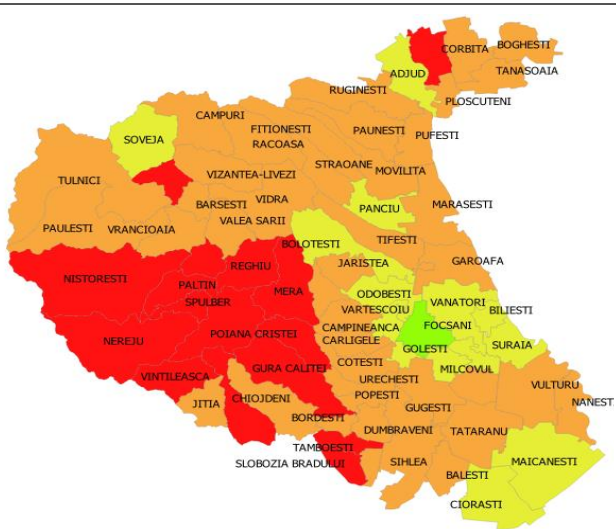 CORBITA
BOGHESTI
ADJUD
TANASOAIA
RUGINESTI
PLOSCUTENI
CAMPURI
SOVEJA
FITIONESTI
PAUNESTI
PUFESTI
RACOASA
STRAOANE
MOVILITA
VIZANTEA-LIVEZI
TULNICI
BARSESTI
VIDRA
PANCIU
MARASESTI
PAULESTI
VRANCIOAIA
VALEA SARII
BOLOTESTI
TIFESTI
JARISTEA
GAROAFA
REGHIU
NISTORESTI
PALTIN
MERA
ODOBESTI
SPULBER
VARTESCOIU
VANATORI
BILIESTI
NEREJU
POIANA CRISTEI
CAMPINEANCA
FOCSANI
CARLIGELE
GOLESTI
SURAIA
COTESTI
MILCOVUL
VINTILEASCA
GURA CALITEI
URECHESTI
VULTURU
JITIA
CHIOJDENI
POPESTI
NANEST
BORDESTI
GUGESTI
DUMBRAVENI
TATARANU
TAMBOESTI
SLOBOZIA BRADULUI
SIHLEA
MAICANESTI
BALESTI
CIORASTI